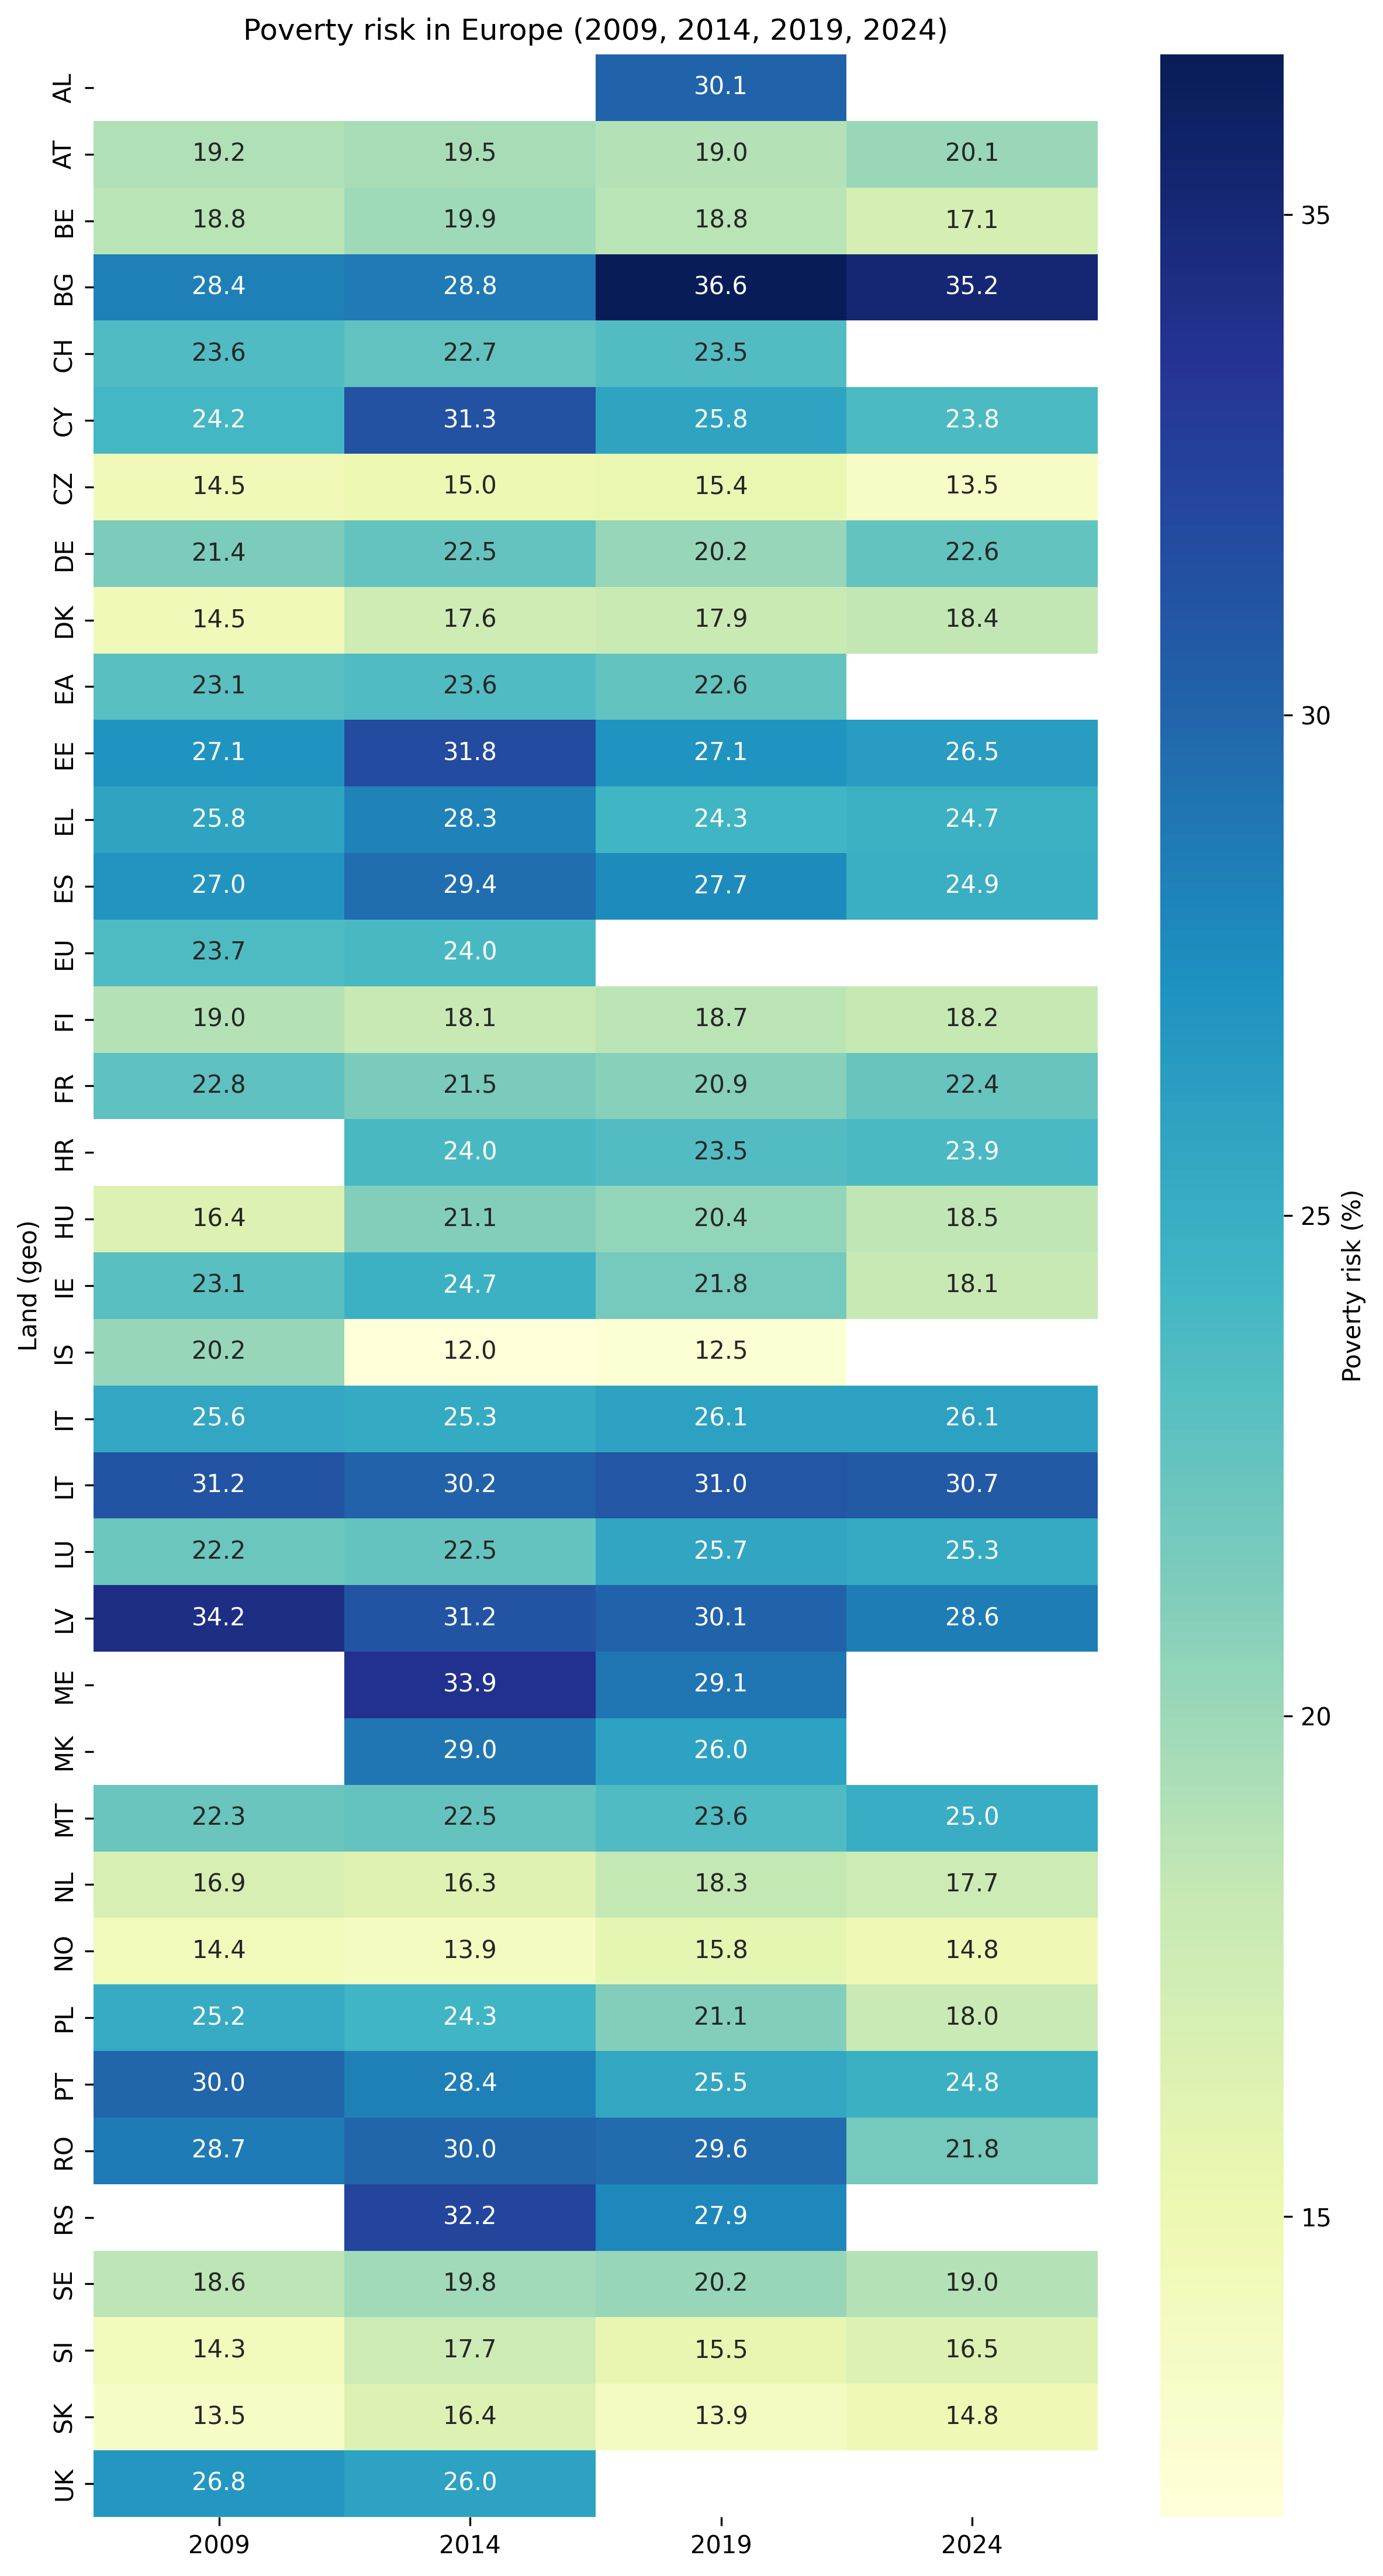 Poverty risk in Europe (2009, 2014, 2019, 2024)
AL 30.1
AT 19.2 19.5 19.0 20.1
BE 18.8 19.9 18.8 17.1
35
BG 28.4 28.8 36.6 35.2
CH 23.6 22.7 23.5
CY 24.2 31.3 25.8 23.8
CZ 14.5 15.0 15.4 13.5
DE 21.4 22.5 20.2 22.6
DK 14.5 17.6 17.9 18.4
EA 23.1 23.6 22.6
30
EE 27.1 31.8 27.1 26.5
EL 25.8 28.3 24.3 24.7
ES 27.0 29.4 27.7 24.9
EU 23.7 24.0
FI 19.0 18.1 18.7 18.2
FR 22.8 21.5 20.9 22.4
HR 24.0 23.5 23.9
HU 16.4 21.1 20.4 18.5
25
Land (geo)
Poverty risk (%)
IE 23.1 24.7 21.8 18.1
IS 20.2 12.0 12.5
IT 25.6 25.3 26.1 26.1
LT 31.2 30.2 31.0 30.7
LU 22.2 22.5 25.7 25.3
LV 34.2 31.2 30.1 28.6
ME 33.9 29.1
20
MK 29.0 26.0
MT 22.3 22.5 23.6 25.0
NL 16.9 16.3 18.3 17.7
NO 14.4 13.9 15.8 14.8
PL 25.2 24.3 21.1 18.0
PT 30.0 28.4 25.5 24.8
RO 28.7 30.0 29.6 21.8
RS 32.2 27.9
15
SE 18.6 19.8 20.2 19.0
SI 14.3 17.7 15.5 16.5
SK 13.5 16.4 13.9 14.8
UK 26.8 26.0
2009 2014 2019 2024